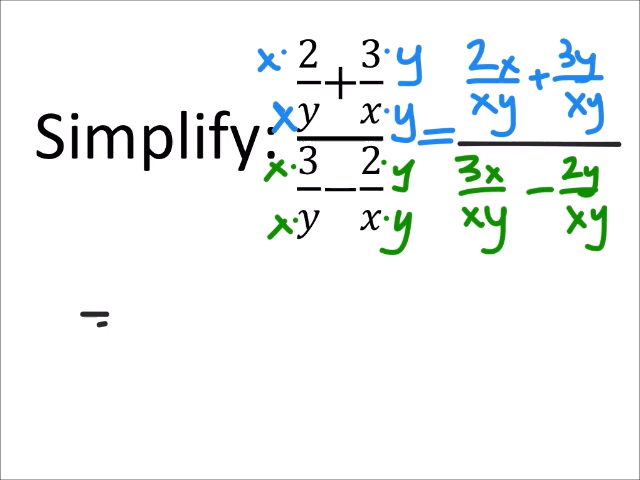 Simplify:
x· 2/y + 3/x ·y
x ·y
= (2x/xy + 3y/xy) / (3x/xy − 2y/xy)
x· 3/y − 2/x ·y
x· ·y
=